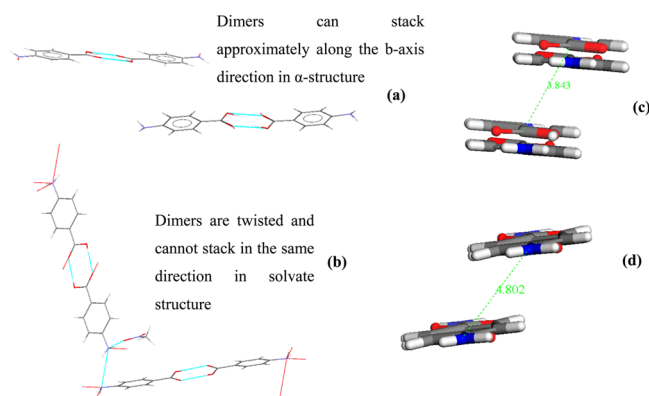 Dimers can stack
approximately along the b-axis
direction in α-structure
(a)
3.843
(c)
Dimers are twisted and
cannot stack in the same
direction in solvate
structure
(b)
4.802
(d)